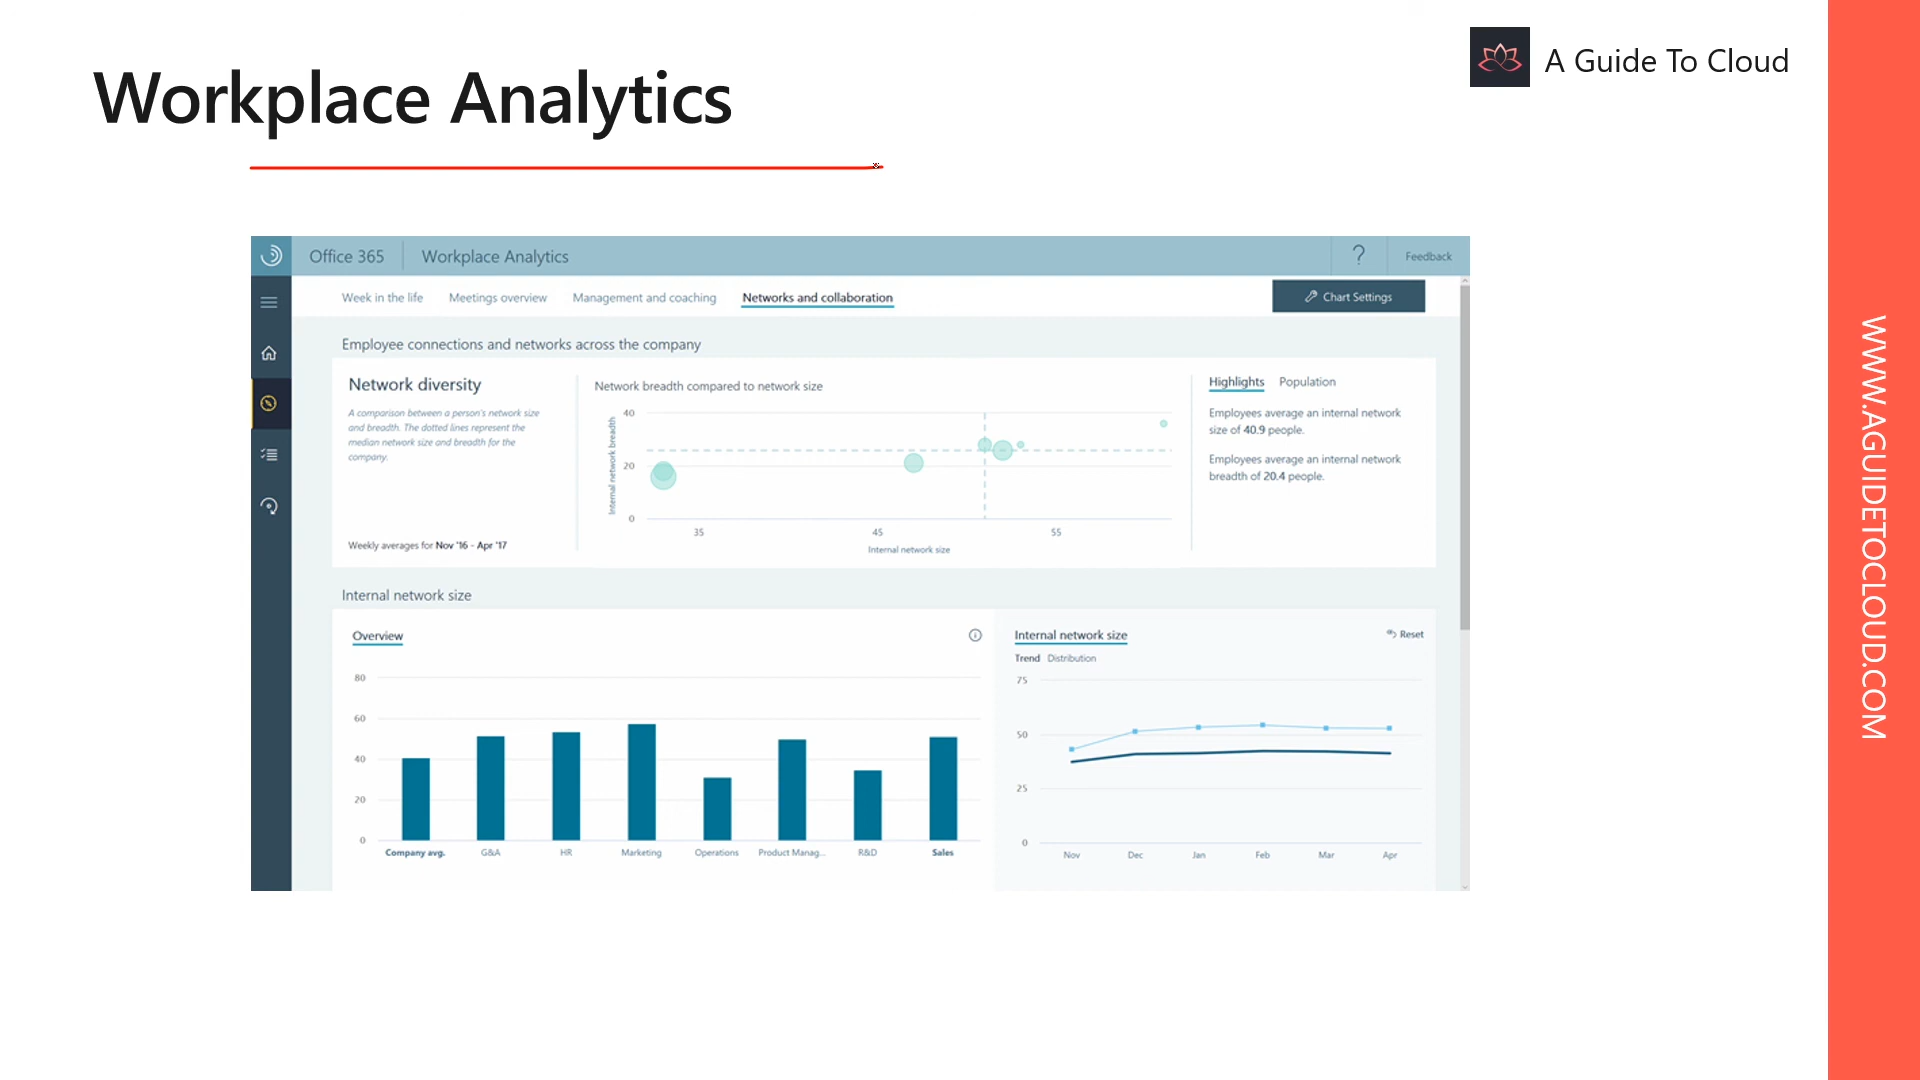 Workplace Analytics
A Guide To Cloud
Office 365
Workplace Analytics
?
Feedback
Week in the life
Meetings overview
Management and coaching
Networks and collaboration
Chart Settings
Employee connections and networks across the company
Network diversity
A comparison between a person's network size
and breadth. The dotted lines represent the
median network size and breadth for the
company.
Weekly averages for Nov '16 - Apr '17
Network breadth compared to network size
Internal network breadth
40
20
0
35
45
55
Internal network size
Highlights
Population
Employees average an internal network
size of 40.9 people.
Employees average an internal network
breadth of 20.4 people.
Internal network size
Overview
80
60
40
20
0
Company avg.
G&A
HR
Marketing
Operations
Product Manag...
R&D
Sales
Internal network size
Reset
Trend
Distribution
75
50
25
0
Nov
Dec
Jan
Feb
Mar
Apr
WWW.AGUIDETOCLOUD.COM